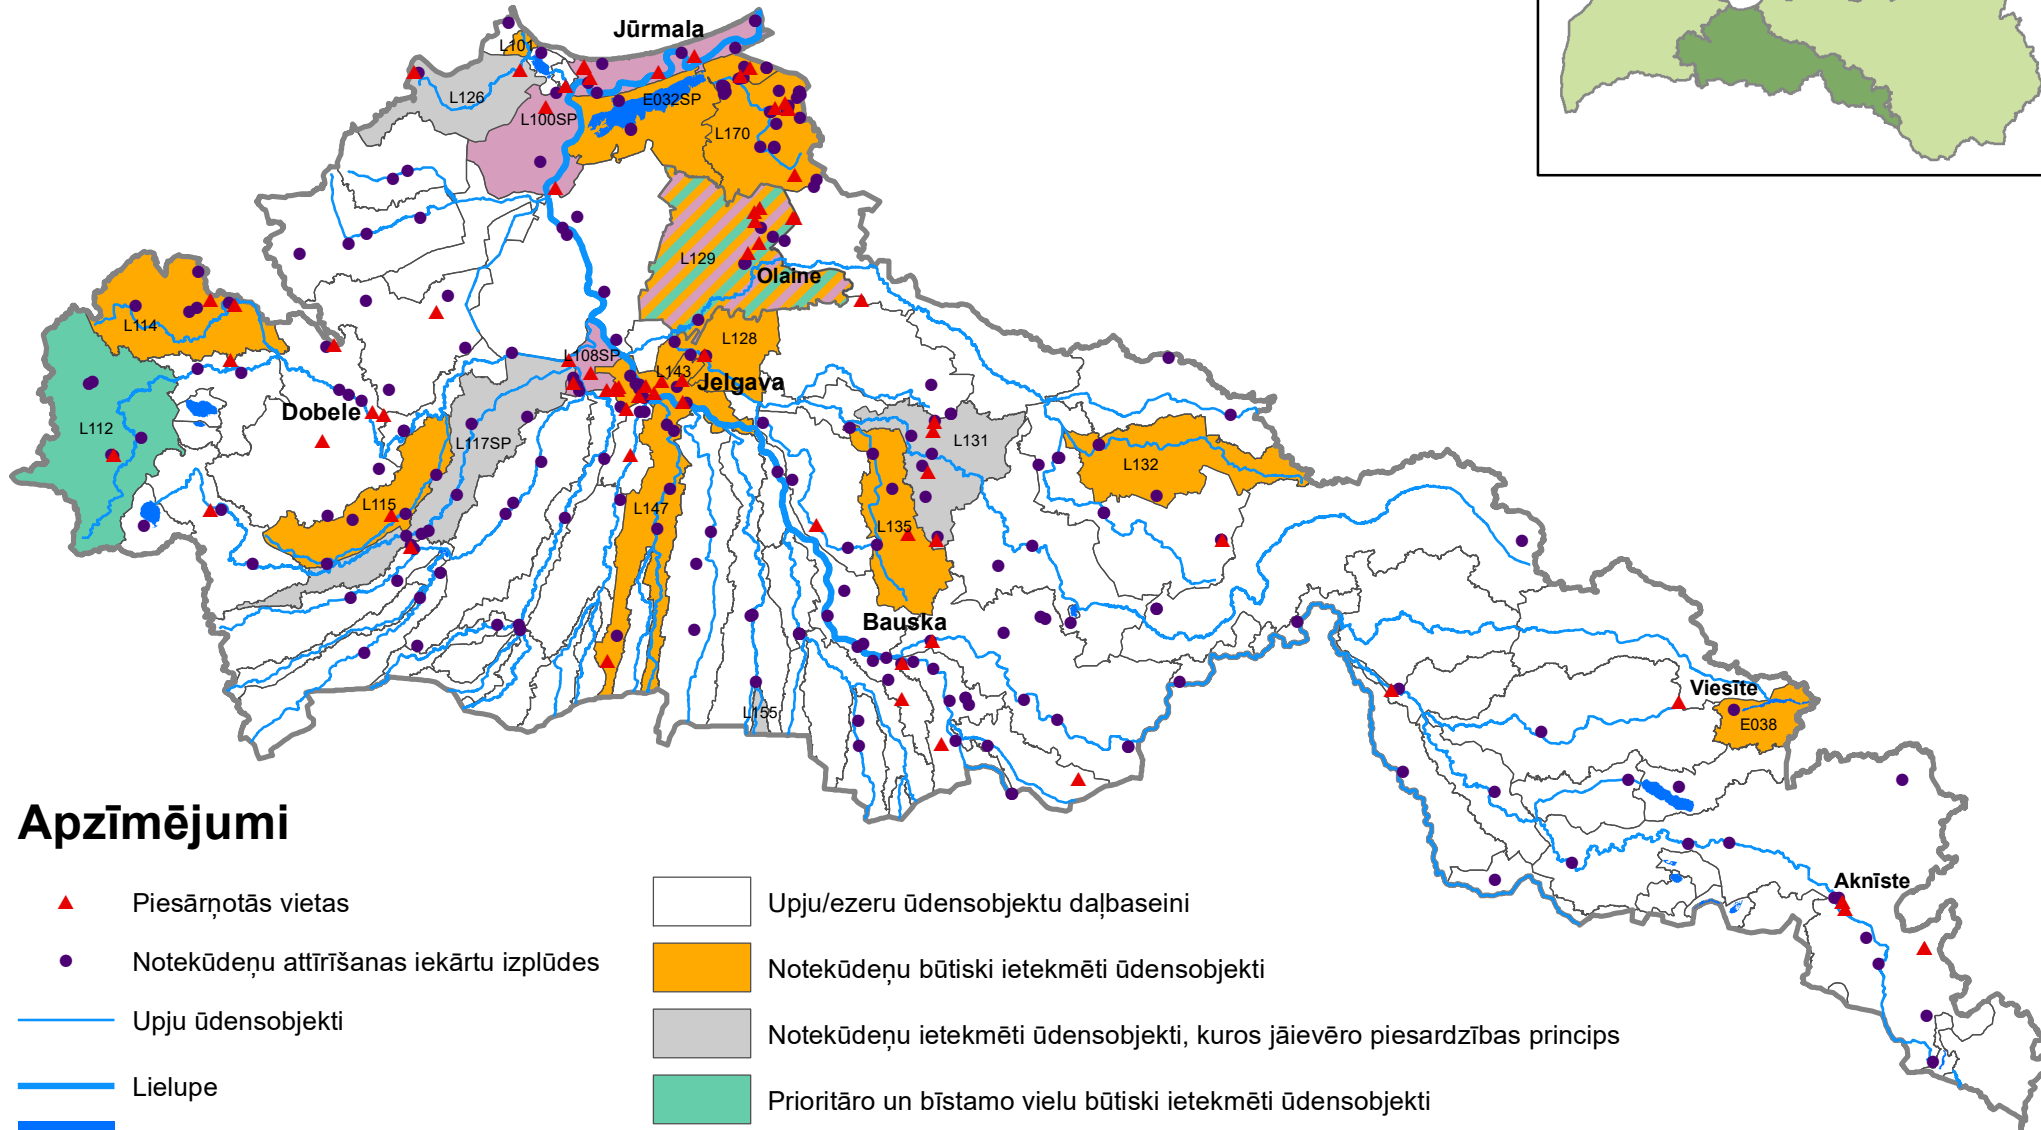 Jūrmala
L101
L126
E032SP
L100SP
L170
L129
Olaine
L114
L128
L108SP
L143
Jelgava
Dobele
L112
L117SP
L131
L132
L115
L147
L135
Bauska
Viesīte
E038
L155
Aknīste
Apzīmējumi
Piesārņotās vietas
Notekūdeņu attīrīšanas iekārtu izplūdes
Upju ūdensobjekti
Lielupe
Upju/ezeru ūdensobjektu daļbaseini
Notekūdeņu būtiski ietekmēti ūdensobjekti
Notekūdeņu ietekmēti ūdensobjekti, kuros jāievēro piesardzības princips
Prioritāro un bīstamo vielu būtiski ietekmēti ūdensobjekti